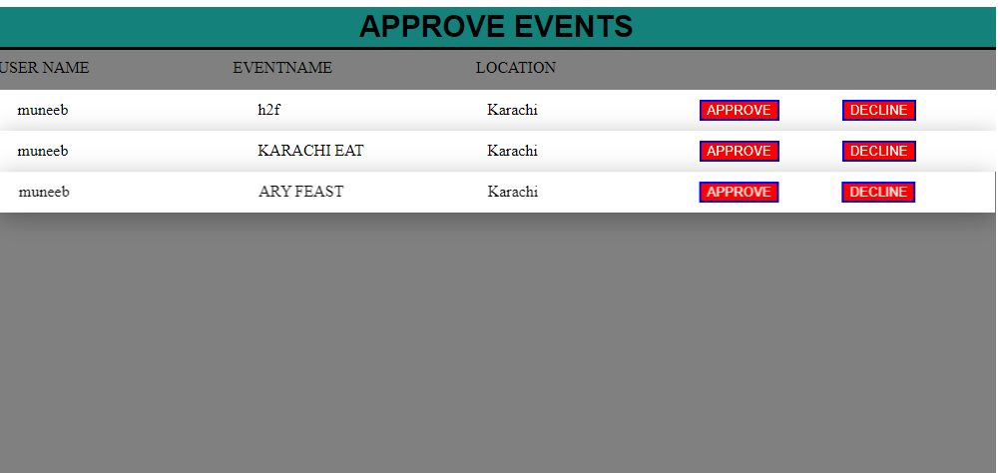 APPROVE EVENTS
USER NAME EVENTNAME LOCATION
muneeb h2f Karachi APPROVE DECLINE
muneeb KARACHI EAT Karachi APPROVE DECLINE
muneeb ARY FEAST Karachi APPROVE DECLINE